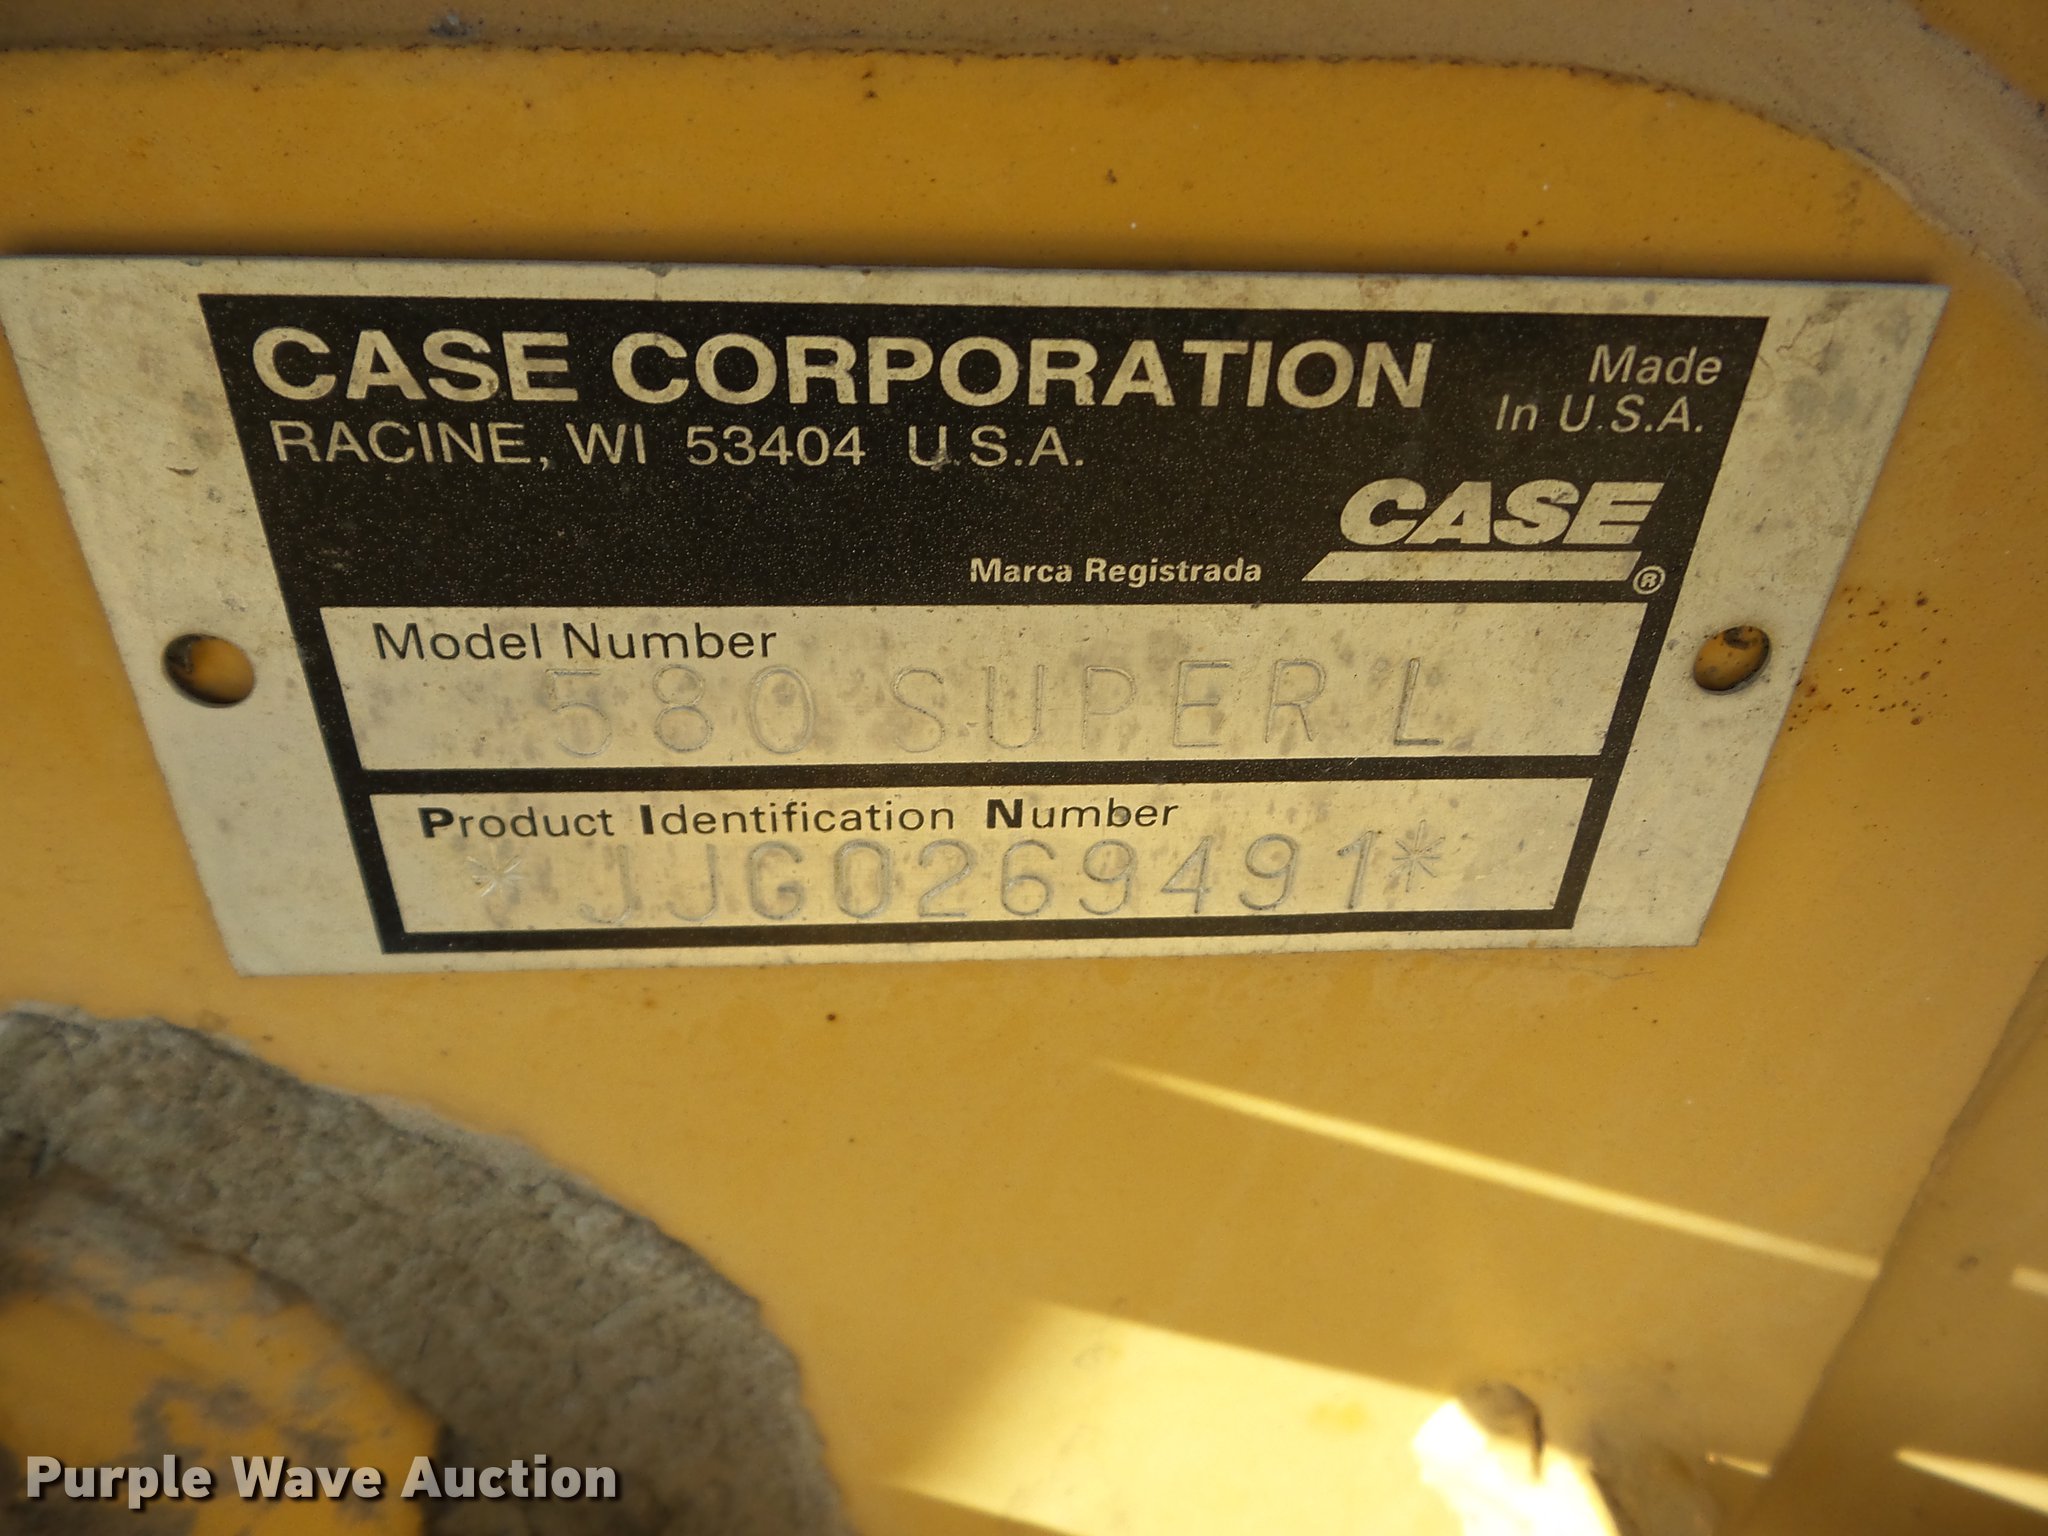 CASE CORPORATION
Made
In U.S.A.
RACINE, WI 53404 U.S.A.
CASE
Marca Registrada ®
Model Number
580 SUPER L
Product Identification Number
*JJG0269491*
Purple Wave Auction